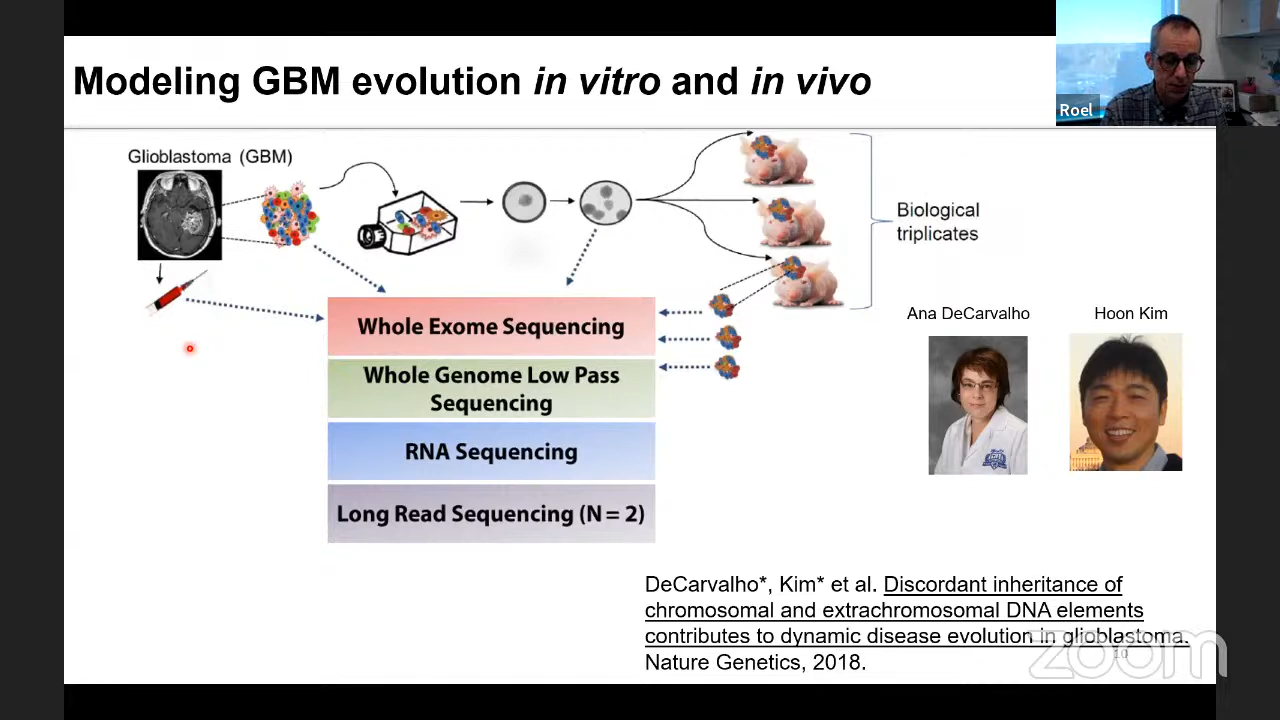 Modeling GBM evolution in vitro and in vivo
Roel
Glioblastoma (GBM)
Biological
triplicates
Ana DeCarvalho
Hoon Kim
Whole Exome Sequencing
Whole Genome Low Pass
Sequencing
RNA Sequencing
Long Read Sequencing (N = 2)
DeCarvalho*, Kim* et al. Discordant inheritance of
chromosomal and extrachromosomal DNA elements
contributes to dynamic disease evolution in glioblastoma.
Nature Genetics, 2018.
10
zoom